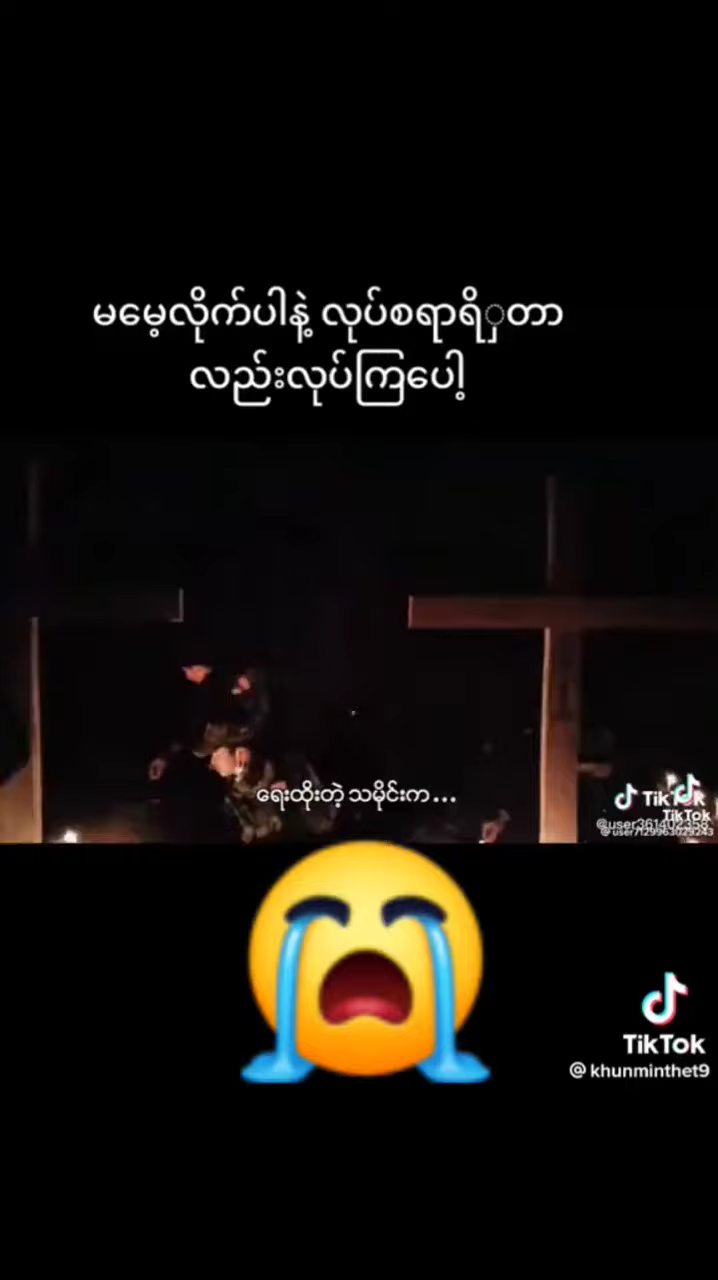 မမေ့လိုက်ပါနဲ့ လုပ်စရာရှိတာ
လည်းလုပ်ကြပေါ့
ရေးထိုးတဲ့ သမိုင်းက...
TikTok
TikTok
TikTok
@khunminthet9